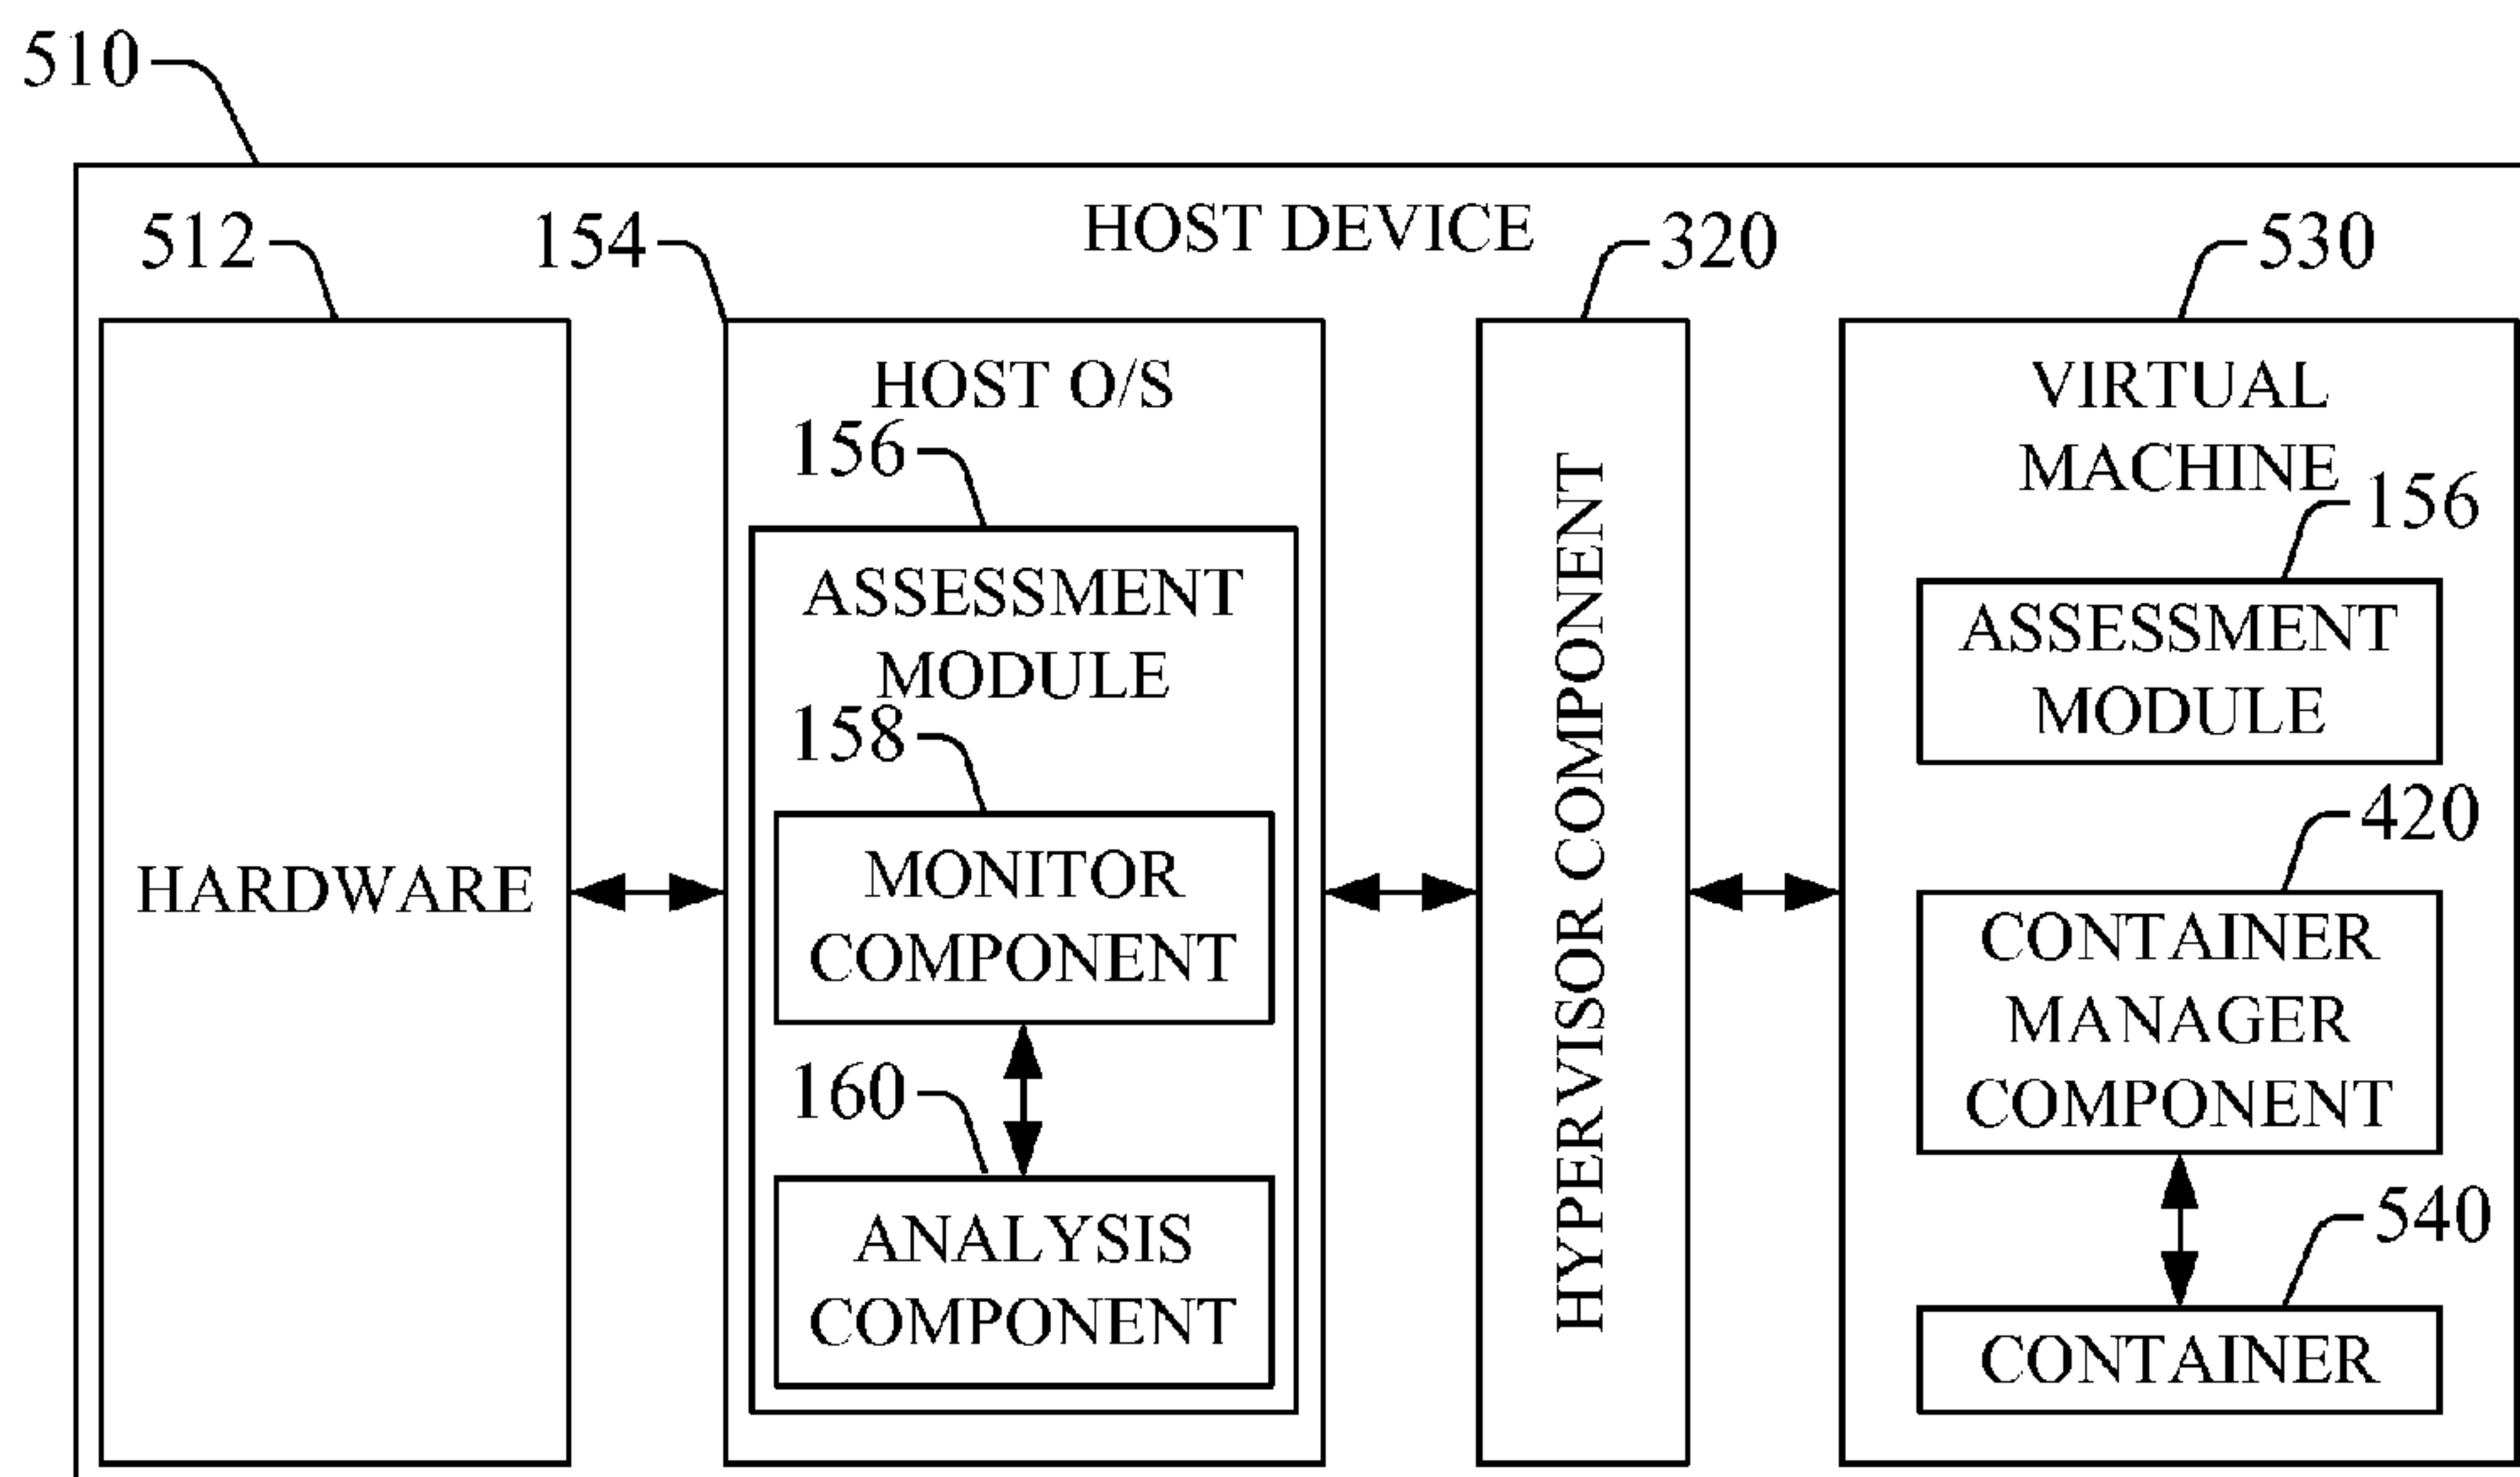 510
HOST DEVICE
512
154
320
530
HARDWARE
HOST O/S
156
ASSESSMENT
MODULE
158
MONITOR
COMPONENT
160
ANALYSIS
COMPONENT
HYPERVISOR COMPONENT
VIRTUAL
MACHINE
156
ASSESSMENT
MODULE
420
CONTAINER
MANAGER
COMPONENT
540
CONTAINER